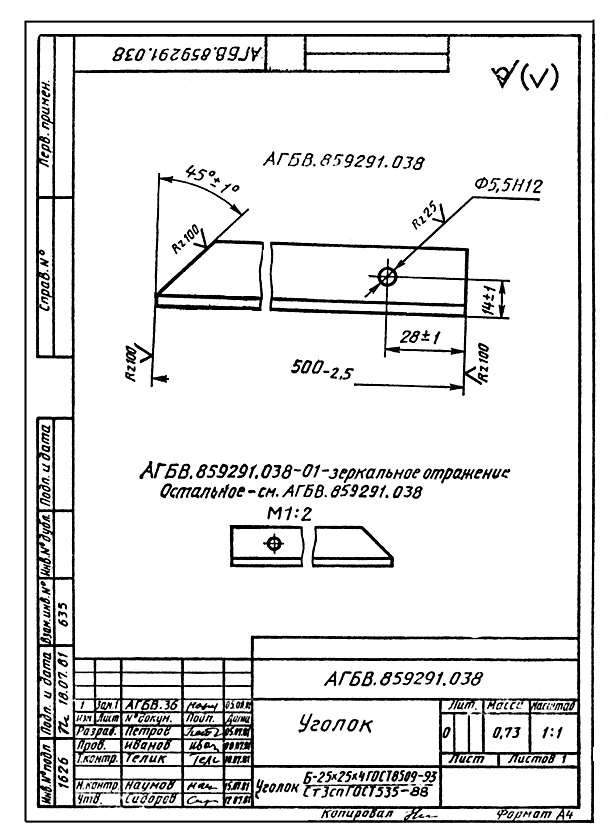 АГБВ.859291.038
Перв. примен.
Справ. №
Подп. и дата
Инв.№ дубл.
Взам.инв.№
635
Подп. и дата
18.07.81
Инв.№ подл
1626
√(√)
АГБВ.859291.038
45°±1°
Rz100
Rz25
Ф5,5Н12
14±1
28±1
500-2,5
Rz100
Rz100
АГБВ.859291.038-01-зеркальное отражение
Остальное-см. АГБВ.859291.038
М1:2
АГБВ.859291.038
1 Зам.1 АГБВ.36
Изм Лист № докум. Подп. Дата
Разраб. Петров
Пров. Иванов
Т.контр. Телик
Н.контр. Наумов
Утв. Сидоров
Уголок
Лит. Масса Масштаб
0 0,73 1:1
Лист Листов 1
Уголок Б-25х25х4 ГОСТ8509-93
Ст3сп ГОСТ535-88
Копировал
Формат А4